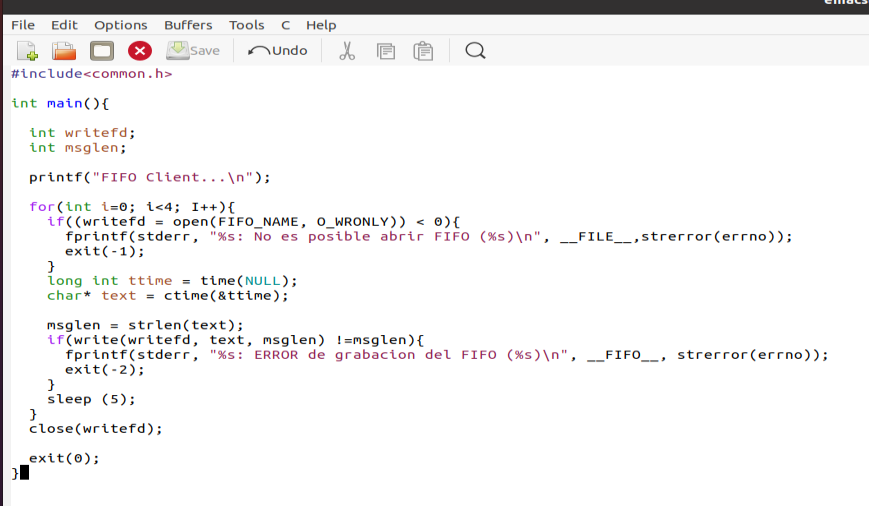 emacs
File Edit Options Buffers Tools C Help
Save Undo
#include<common.h>
int main(){
int writefd;
int msglen;
printf("FIFO Client...\n");
for(int i=0; i<4; I++){
if((writefd = open(FIFO_NAME, O_WRONLY)) < 0){
fprintf(stderr, "%s: No es posible abrir FIFO (%s)\n", __FILE__,strerror(errno));
exit(-1);
}
long int ttime = time(NULL);
char* text = ctime(&ttime);
msglen = strlen(text);
if(write(writefd, text, msglen) !=msglen){
fprintf(stderr, "%s: ERROR de grabacion del FIFO (%s)\n", __FIFO__, strerror(errno));
exit(-2);
}
sleep (5);
}
close(writefd);
exit(0);
}